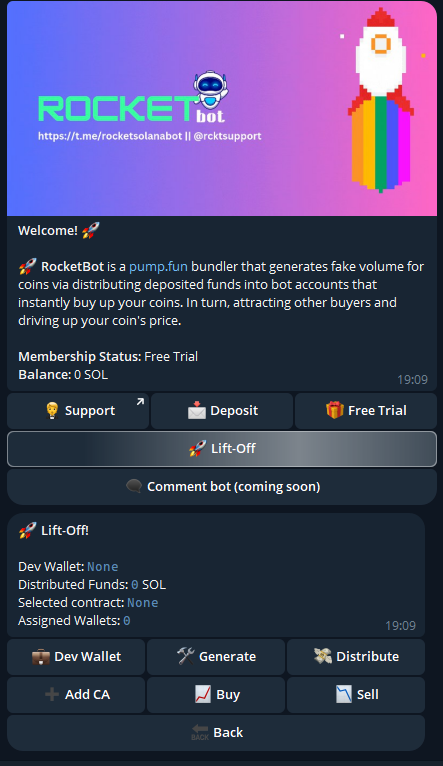 ROCKET bot
https://t.me/rocketsolanabot || @rcktsupport
Welcome! 🚀
🚀 RocketBot is a pump.fun bundler that generates fake volume for
coins via distributing deposited funds into bot accounts that
instantly buy up your coins. In turn, attracting other buyers and
driving up your coin's price.
Membership Status: Free Trial
Balance: 0 SOL
19:09
Support
Deposit
Free Trial
🚀 Lift-Off
Comment bot (coming soon)
🚀 Lift-Off!
Dev Wallet: None
Distributed Funds: 0 SOL
Selected contract: None
Assigned Wallets: 0
19:09
Dev Wallet
Generate
Distribute
Add CA
Buy
Sell
BACK Back